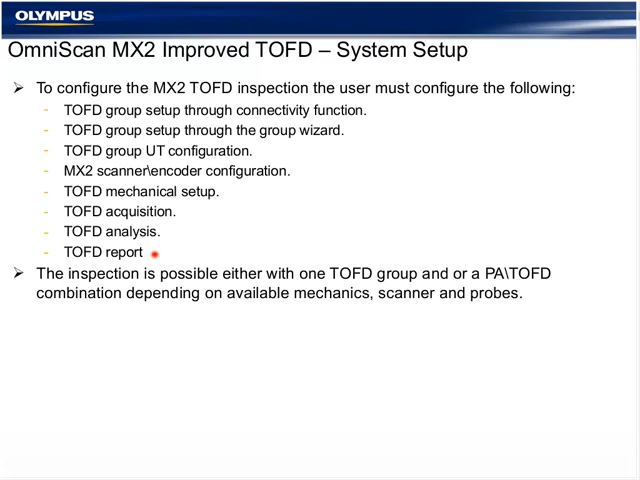 OLYMPUS
OmniScan MX2 Improved TOFD – System Setup
➢ To configure the MX2 TOFD inspection the user must configure the following:
- TOFD group setup through connectivity function.
- TOFD group setup through the group wizard.
- TOFD group UT configuration.
- MX2 scanner\encoder configuration.
- TOFD mechanical setup.
- TOFD acquisition.
- TOFD analysis.
- TOFD report
➢ The inspection is possible either with one TOFD group and or a PA\TOFD
combination depending on available mechanics, scanner and probes.